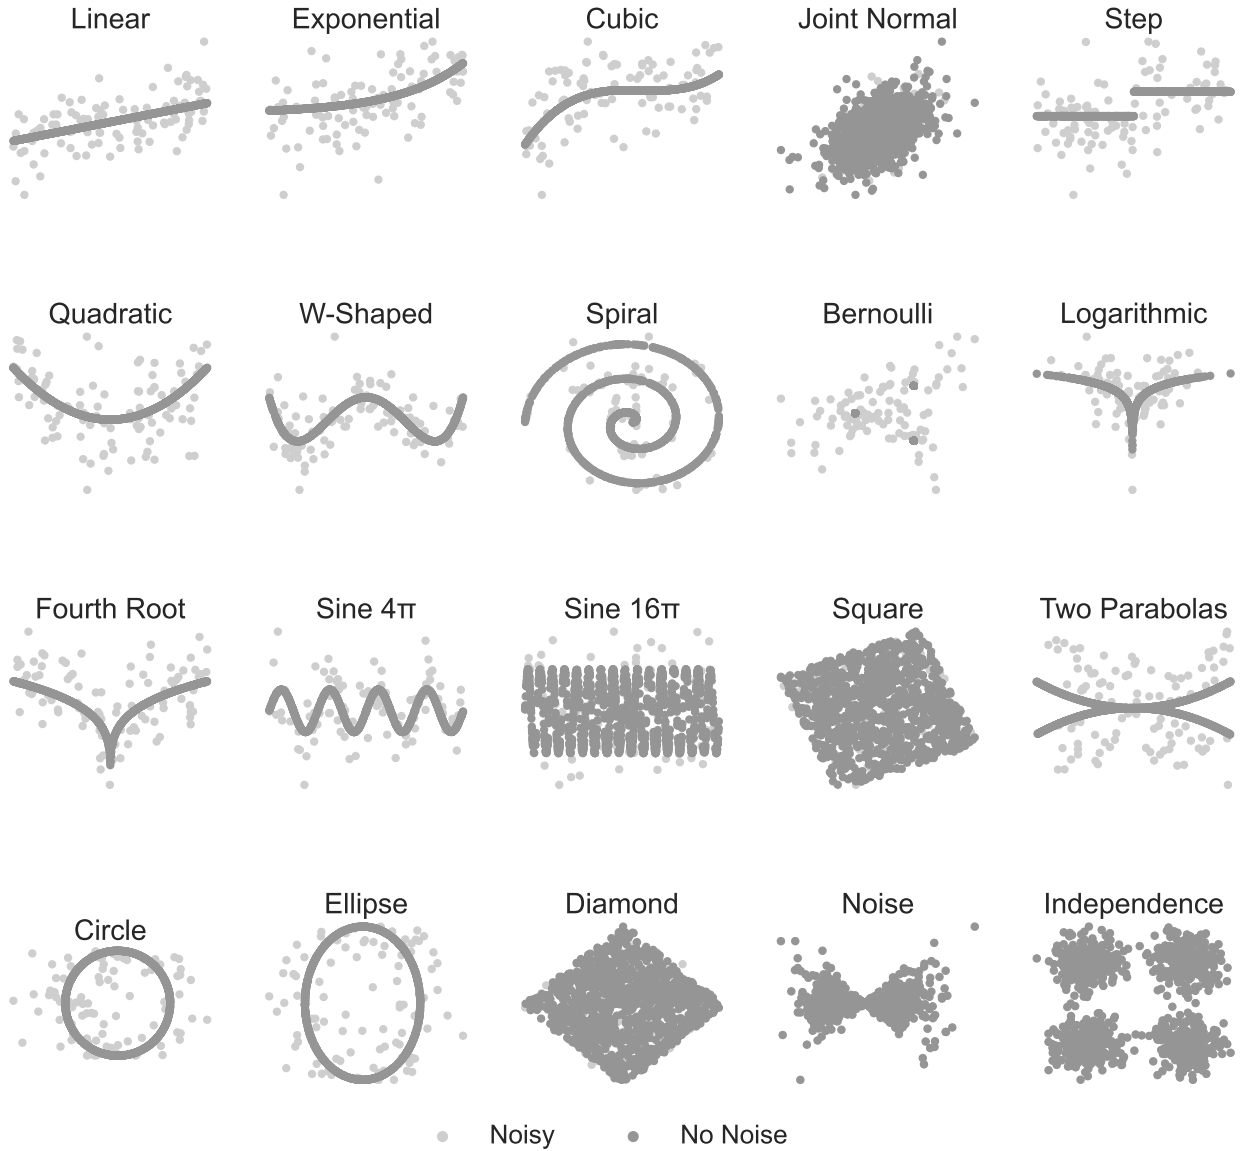 Linear Exponential Cubic Joint Normal Step
Quadratic W-Shaped Spiral Bernoulli Logarithmic
Fourth Root Sine 4π Sine 16π Square Two Parabolas
Circle Ellipse Diamond Noise Independence
Noisy No Noise